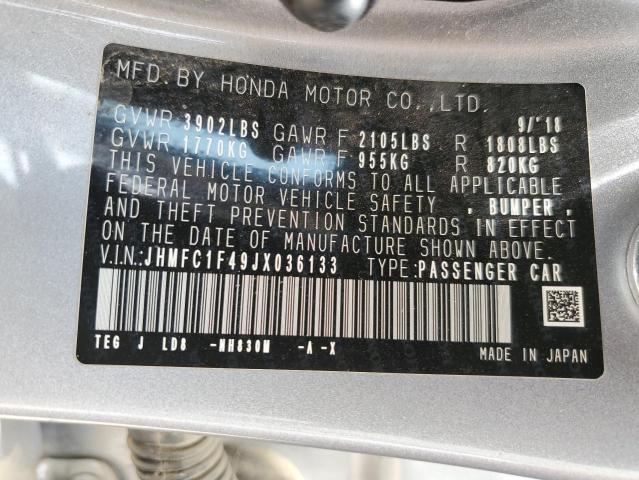 MFD. BY HONDA MOTOR CO.,LTD. 9/'18
GVWR 3902LBS GAWR F 2105LBS R 1808LBS
GVWR 1770KG GAWR F 955KG R 820KG
THIS VEHICLE CONFORMS TO ALL APPLICABLE
FEDERAL MOTOR VEHICLE SAFETY , BUMPER ,
AND THEFT PREVENTION STANDARDS IN EFFECT
ON THE DATE OF MANUFACTURE SHOWN ABOVE.
V.I.N.:JHMFC1F49JX036133 TYPE:PASSENGER CAR
TEG J LD8 -NH830M -A-X MADE IN JAPAN